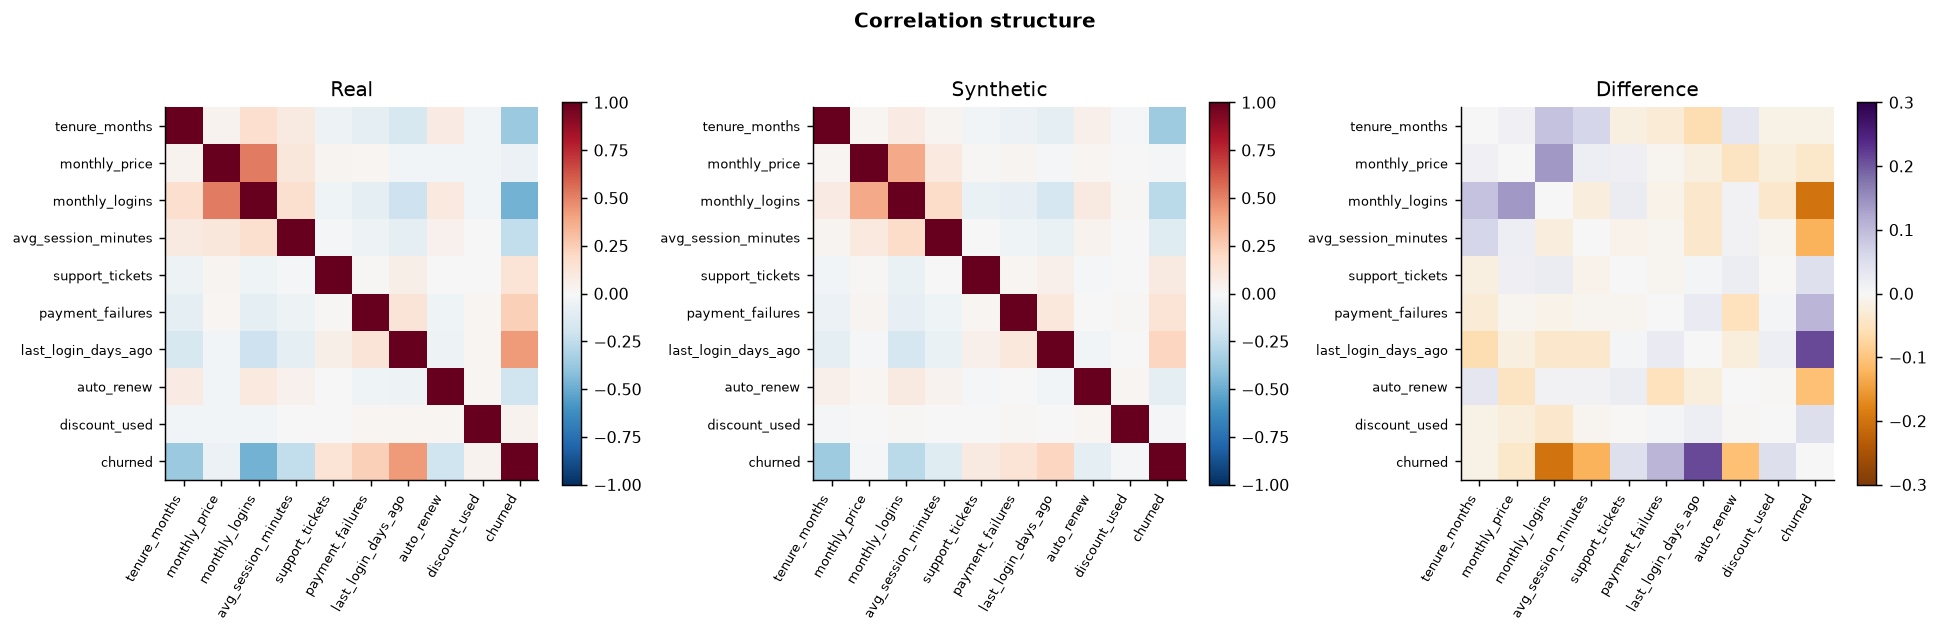 Correlation structure
Real
tenure_months
monthly_price
monthly_logins
avg_session_minutes
support_tickets
payment_failures
last_login_days_ago
auto_renew
discount_used
churned
tenure_months
monthly_price
monthly_logins
avg_session_minutes
support_tickets
payment_failures
last_login_days_ago
auto_renew
discount_used
churned
1.00
0.75
0.50
0.25
0.00
−0.25
−0.50
−0.75
−1.00
Synthetic
tenure_months
monthly_price
monthly_logins
avg_session_minutes
support_tickets
payment_failures
last_login_days_ago
auto_renew
discount_used
churned
tenure_months
monthly_price
monthly_logins
avg_session_minutes
support_tickets
payment_failures
last_login_days_ago
auto_renew
discount_used
churned
1.00
0.75
0.50
0.25
0.00
−0.25
−0.50
−0.75
−1.00
Difference
tenure_months
monthly_price
monthly_logins
avg_session_minutes
support_tickets
payment_failures
last_login_days_ago
auto_renew
discount_used
churned
tenure_months
monthly_price
monthly_logins
avg_session_minutes
support_tickets
payment_failures
last_login_days_ago
auto_renew
discount_used
churned
0.3
0.2
0.1
0.0
−0.1
−0.2
−0.3